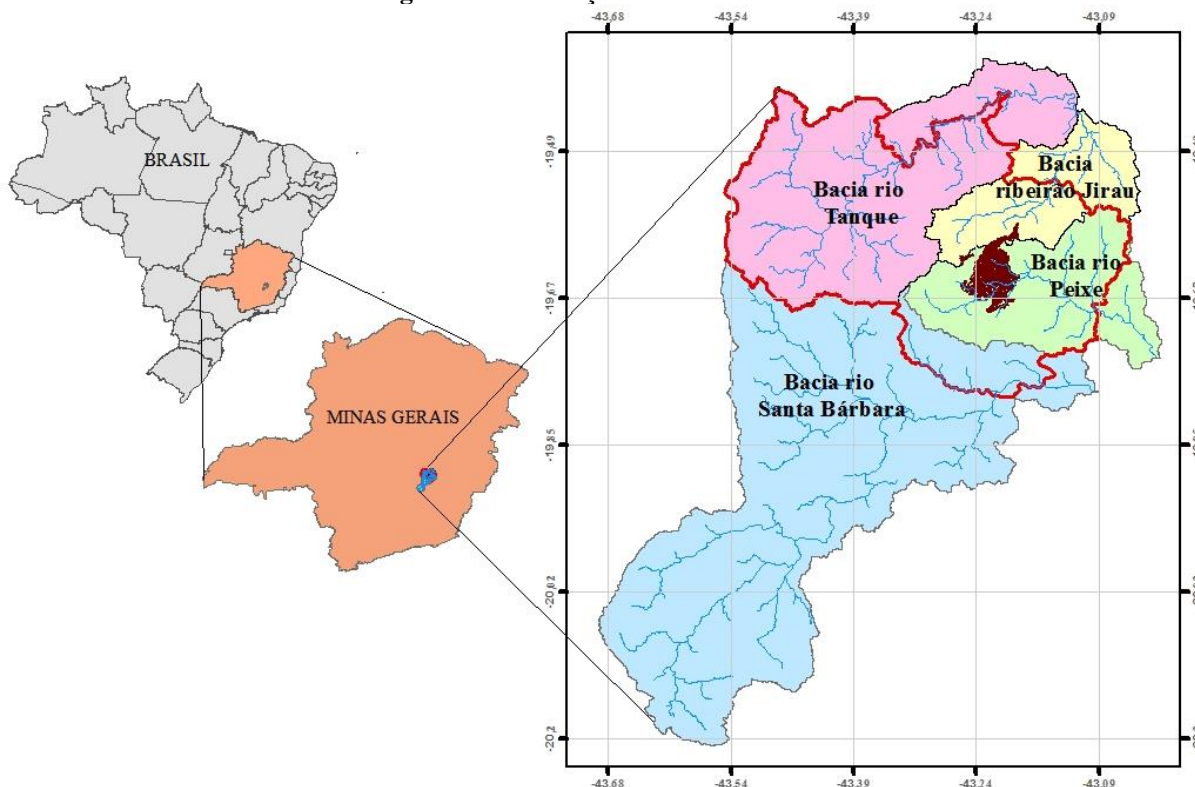 -43.68 -43.54 -43.39 -43.24 -43.09
BRASIL
MINAS GERAIS
-19.49
-19.67
-19.85
-20.02
-20.2
Bacia rio
Tanque
Bacia
ribeirão Jirau
Bacia rio
Peixe
Bacia rio
Santa Bárbara
-43.68 -43.54 -43.39 -43.24 -43.09